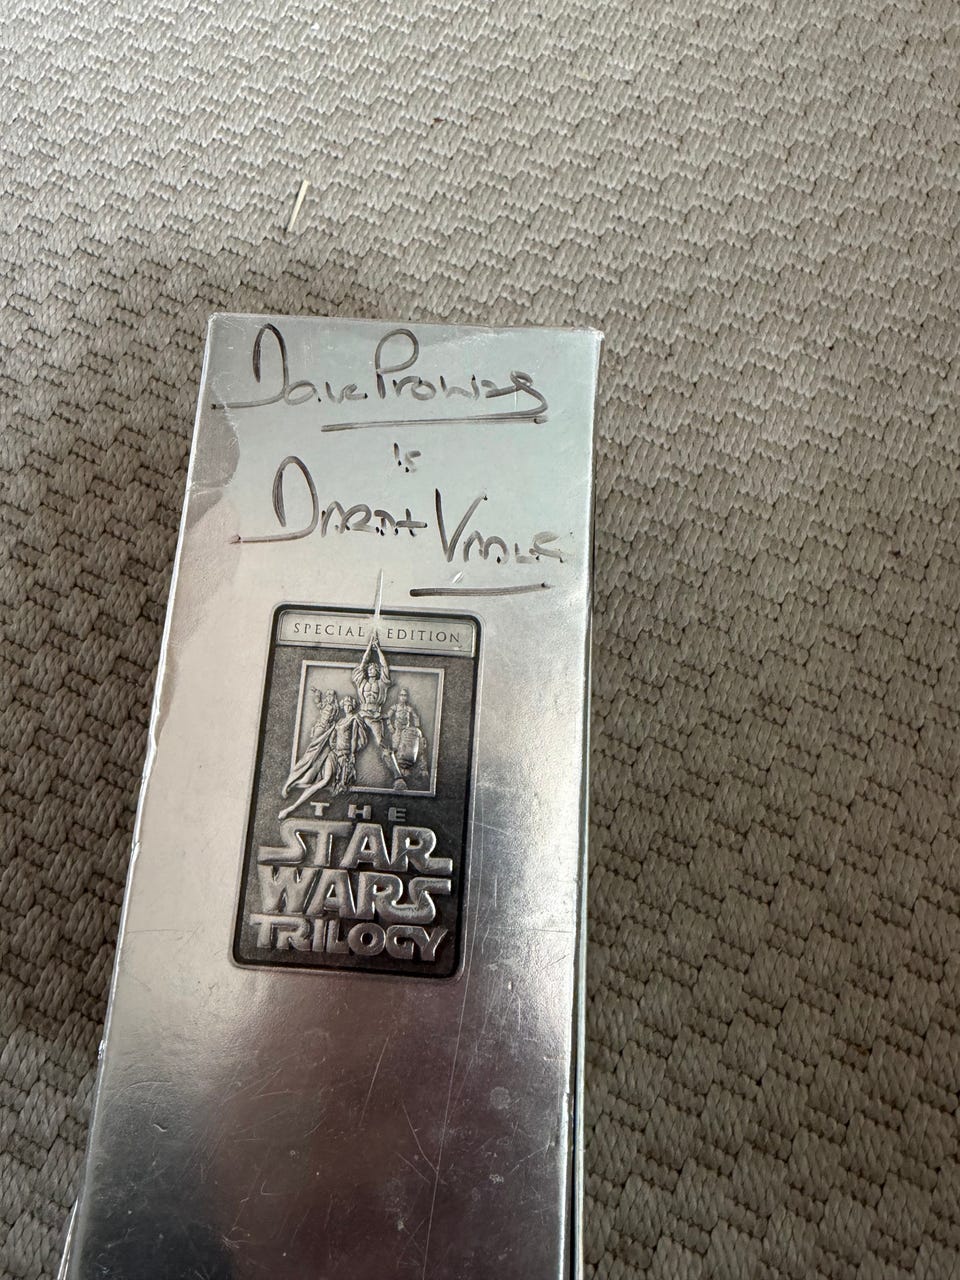 Dave Prowse
is
DARTH VADER
SPECIAL EDITION
THE
STAR
WARS
TRILOGY